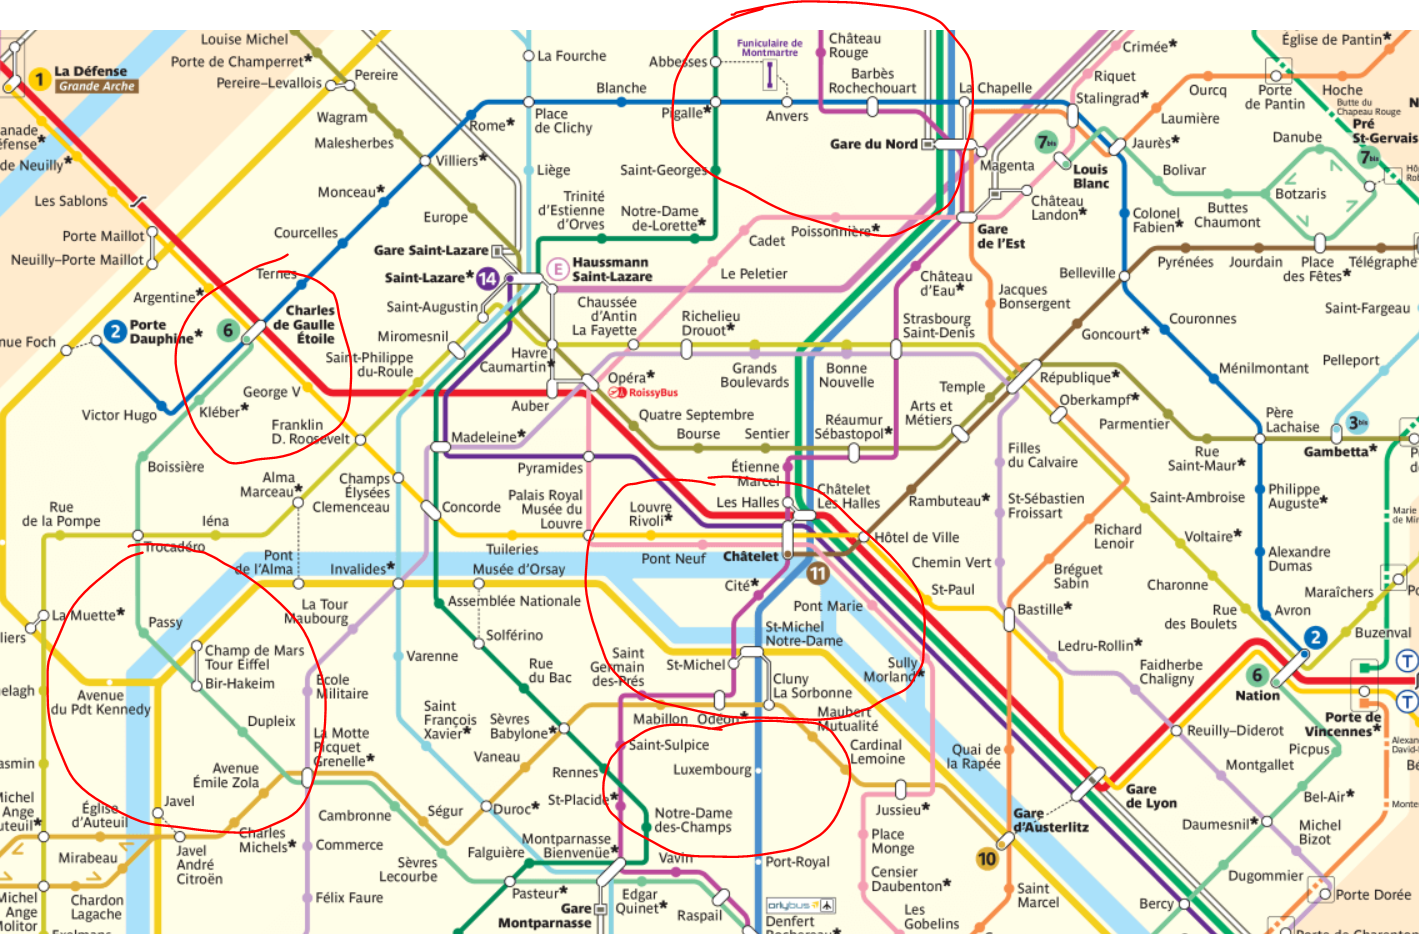 Louise Michel
Porte de Champerret*
Pereire–Levallois
Pereire
Wagram
Malesherbes
La Fourche
Abbesses
Funiculaire de
Montmartre
Château
Rouge
Barbès
Rochechouart
La Chapelle
Crimée*
Riquet
Stalingrad*
Ourcq
Laumière
Église de Pantin*
Porte
de Pantin
Hoche
Butte du
Chapeau Rouge
Pré
St-Gervais
7bis
Danube
Botzaris
1
La Défense
Grande Arche
anade
éfense*
de Neuilly*
Les Sablons
Porte Maillot
Neuilly–Porte Maillot
Argentine*
nue Foch
2
Porte
Dauphine*
Victor Hugo
6
Charles
de Gaulle
Étoile
Kléber*
Boissière
George V
Ternes
Courcelles
Monceau*
Villiers*
Rome*
Place
de Clichy
Blanche
Pigalle*
Anvers
Liège
Saint-Georges
Europe
Trinité
d'Estienne
d'Orves
Notre-Dame
de-Lorette*
Gare du Nord
Magenta
7bis
Louis
Blanc
Jaurès*
Bolivar
Buttes
Chaumont
Château
Landon*
Gare
de l'Est
Colonel
Fabien*
Poissonnière*
Cadet
Le Peletier
Gare Saint-Lazare
Saint-Lazare*
14
E
Haussmann
Saint-Lazare
Saint-Augustin
Miromesnil
Saint-Philippe
du-Roule
Chaussée
d'Antin
La Fayette
Richelieu
Drouot*
Château
d'Eau*
Strasbourg
Saint-Denis
Jacques
Bonsergent
Belleville
Pyrénées
Jourdain
Place
des Fêtes*
Télégraphe
Saint-Fargeau
Pelleport
3bis
Gambetta*
Couronnes
Goncourt*
Ménilmontant
Père
Lachaise
Havre
Caumartin*
Opéra*
RoissyBus
Auber
Grands
Boulevards
Bonne
Nouvelle
Temple
République*
Oberkampf*
Parmentier
Rue
Saint-Maur*
Quatre Septembre
Bourse
Sentier
Réaumur
Sébastopol*
Arts et
Métiers
Franklin
D. Roosevelt
Madeleine*
Pyramides
Étienne
Marcel
Filles
du Calvaire
Philippe
Auguste*
Alma
Marceau*
Champs
Élysées
Clemenceau
Concorde
Palais Royal
Musée du
Louvre
Louvre
Rivoli*
Les Halles
Châtelet
Les Halles
Rambuteau*
St-Sébastien
Froissart
Saint-Ambroise
Richard
Lenoir
Voltaire*
Alexandre
Dumas
Rue
de la Pompe
Iéna
Trocadéro
Pont
de l'Alma
Invalides*
Tuileries
Musée d'Orsay
Assemblée Nationale
Pont Neuf
Châtelet
11
Hôtel de Ville
Cité*
Pont Marie
St-Paul
Chemin Vert
Bréguet
Sabin
Bastille*
Charonne
Rue
des Boulets
Avron
Maraîchers
Buzenval
2
6
Nation
T
T
Porte de
Vincennes*
La Muette*
Passy
Champ de Mars
Tour Eiffel
Bir-Hakeim
Avenue
du Pdt Kennedy
La Tour
Maubourg
École
Militaire
Varenne
Solférino
Rue
du Bac
Saint
Germain
des-Prés
St-Michel
St-Michel
Notre-Dame
Cluny
La Sorbonne
Sully
Morland*
Ledru-Rollin*
Faidherbe
Chaligny
Reuilly–Diderot
Picpus
Montgallet
Bel-Air*
Dupleix
La Motte
Picquet
Grenelle*
Saint
François
Xavier*
Sèvres
Babylone*
Vaneau
Mabillon
Odéon*
Maubert
Mutualité
Cardinal
Lemoine
Quai de
la Rapée
Gare
de Lyon
Gare
d'Austerlitz
10
Daumesnil*
Michel
Bizot
Dugommier
Porte Dorée
Bercy
Avenue
Émile Zola
Javel
Église
d'Auteuil
Mirabeau
Javel
André
Citroën
Charles
Michels*
Chardon
Lagache
Cambronne
Commerce
Félix Faure
Ségur
Duroc*
Sèvres
Lecourbe
Saint-Sulpice
Rennes
St-Placide*
Luxembourg
Notre-Dame
des-Champs
Montparnasse
Bienvenüe*
Falguière
Pasteur*
Gare
Montparnasse
Edgar
Quinet*
Vavin
Raspail
Port-Royal
orlybus
Denfert
Jussieu*
Place
Monge
Censier
Daubenton*
Les
Gobelins
Saint
Marcel
Michel
Ange
Molitor